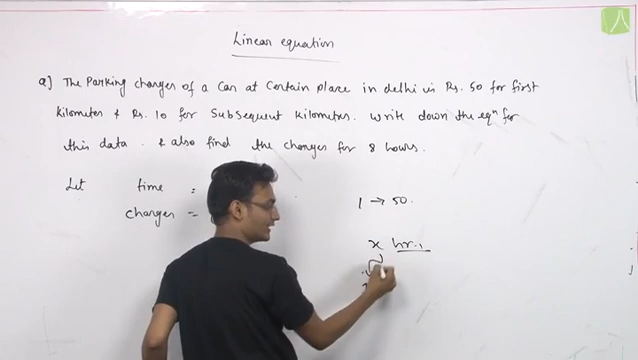 Linear equation
Q] The Parking charges of a Car at Certain place in delhi is Rs. 50 for first
kilometer & Rs. 10 for Subsequent kilometer. Write down the eqn for
this data. & also find the charges for 8 hours.
Let time :
charges =
1 → 50.
x hr.,